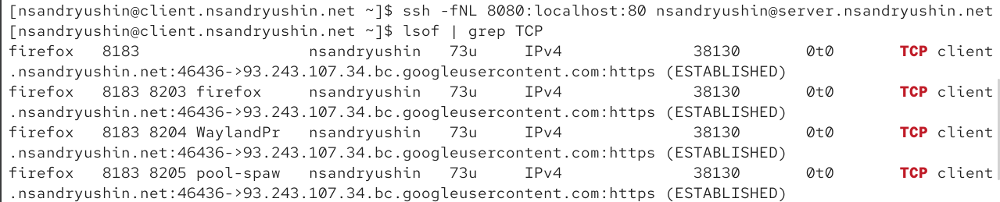 [nsandryushin@client.nsandryushin.net ~]$ ssh -fNL 8080:localhost:80 nsandryushin@server.nsandryushin.net
[nsandryushin@client.nsandryushin.net ~]$ lsof | grep TCP
firefox   8183                  nsandryushin   73u     IPv4              38130       0t0       TCP client
.nsandryushin.net:46436->93.243.107.34.bc.googleusercontent.com:https (ESTABLISHED)
firefox   8183 8203 firefox     nsandryushin   73u     IPv4              38130       0t0       TCP client
.nsandryushin.net:46436->93.243.107.34.bc.googleusercontent.com:https (ESTABLISHED)
firefox   8183 8204 WaylandPr   nsandryushin   73u     IPv4              38130       0t0       TCP client
.nsandryushin.net:46436->93.243.107.34.bc.googleusercontent.com:https (ESTABLISHED)
firefox   8183 8205 pool-spaw   nsandryushin   73u     IPv4              38130       0t0       TCP client
.nsandryushin.net:46436->93.243.107.34.bc.googleusercontent.com:https (ESTABLISHED)